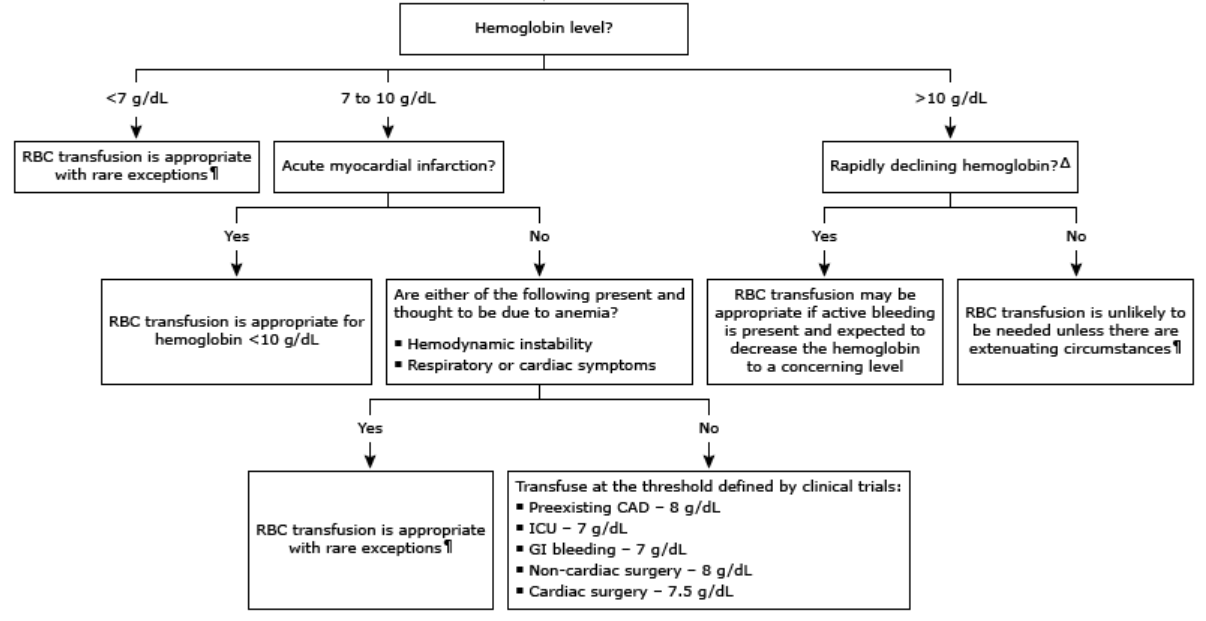 Hemoglobin level?
<7 g/dL
7 to 10 g/dL
>10 g/dL
RBC transfusion is appropriate
with rare exceptions¶
Acute myocardial infarction?
Rapidly declining hemoglobin?Δ
Yes
No
Yes
No
RBC transfusion is appropriate for
hemoglobin <10 g/dL
Are either of the following present and
thought to be due to anemia?
▪ Hemodynamic instability
▪ Respiratory or cardiac symptoms
RBC transfusion may be
appropriate if active bleeding
is present and expected to
decrease the hemoglobin
to a concerning level
RBC transfusion is unlikely to
be needed unless there are
extenuating circumstances¶
Yes
No
RBC transfusion is appropriate
with rare exceptions¶
Transfuse at the threshold defined by clinical trials:
▪ Preexisting CAD – 8 g/dL
▪ ICU – 7 g/dL
▪ GI bleeding – 7 g/dL
▪ Non-cardiac surgery – 8 g/dL
▪ Cardiac surgery – 7.5 g/dL